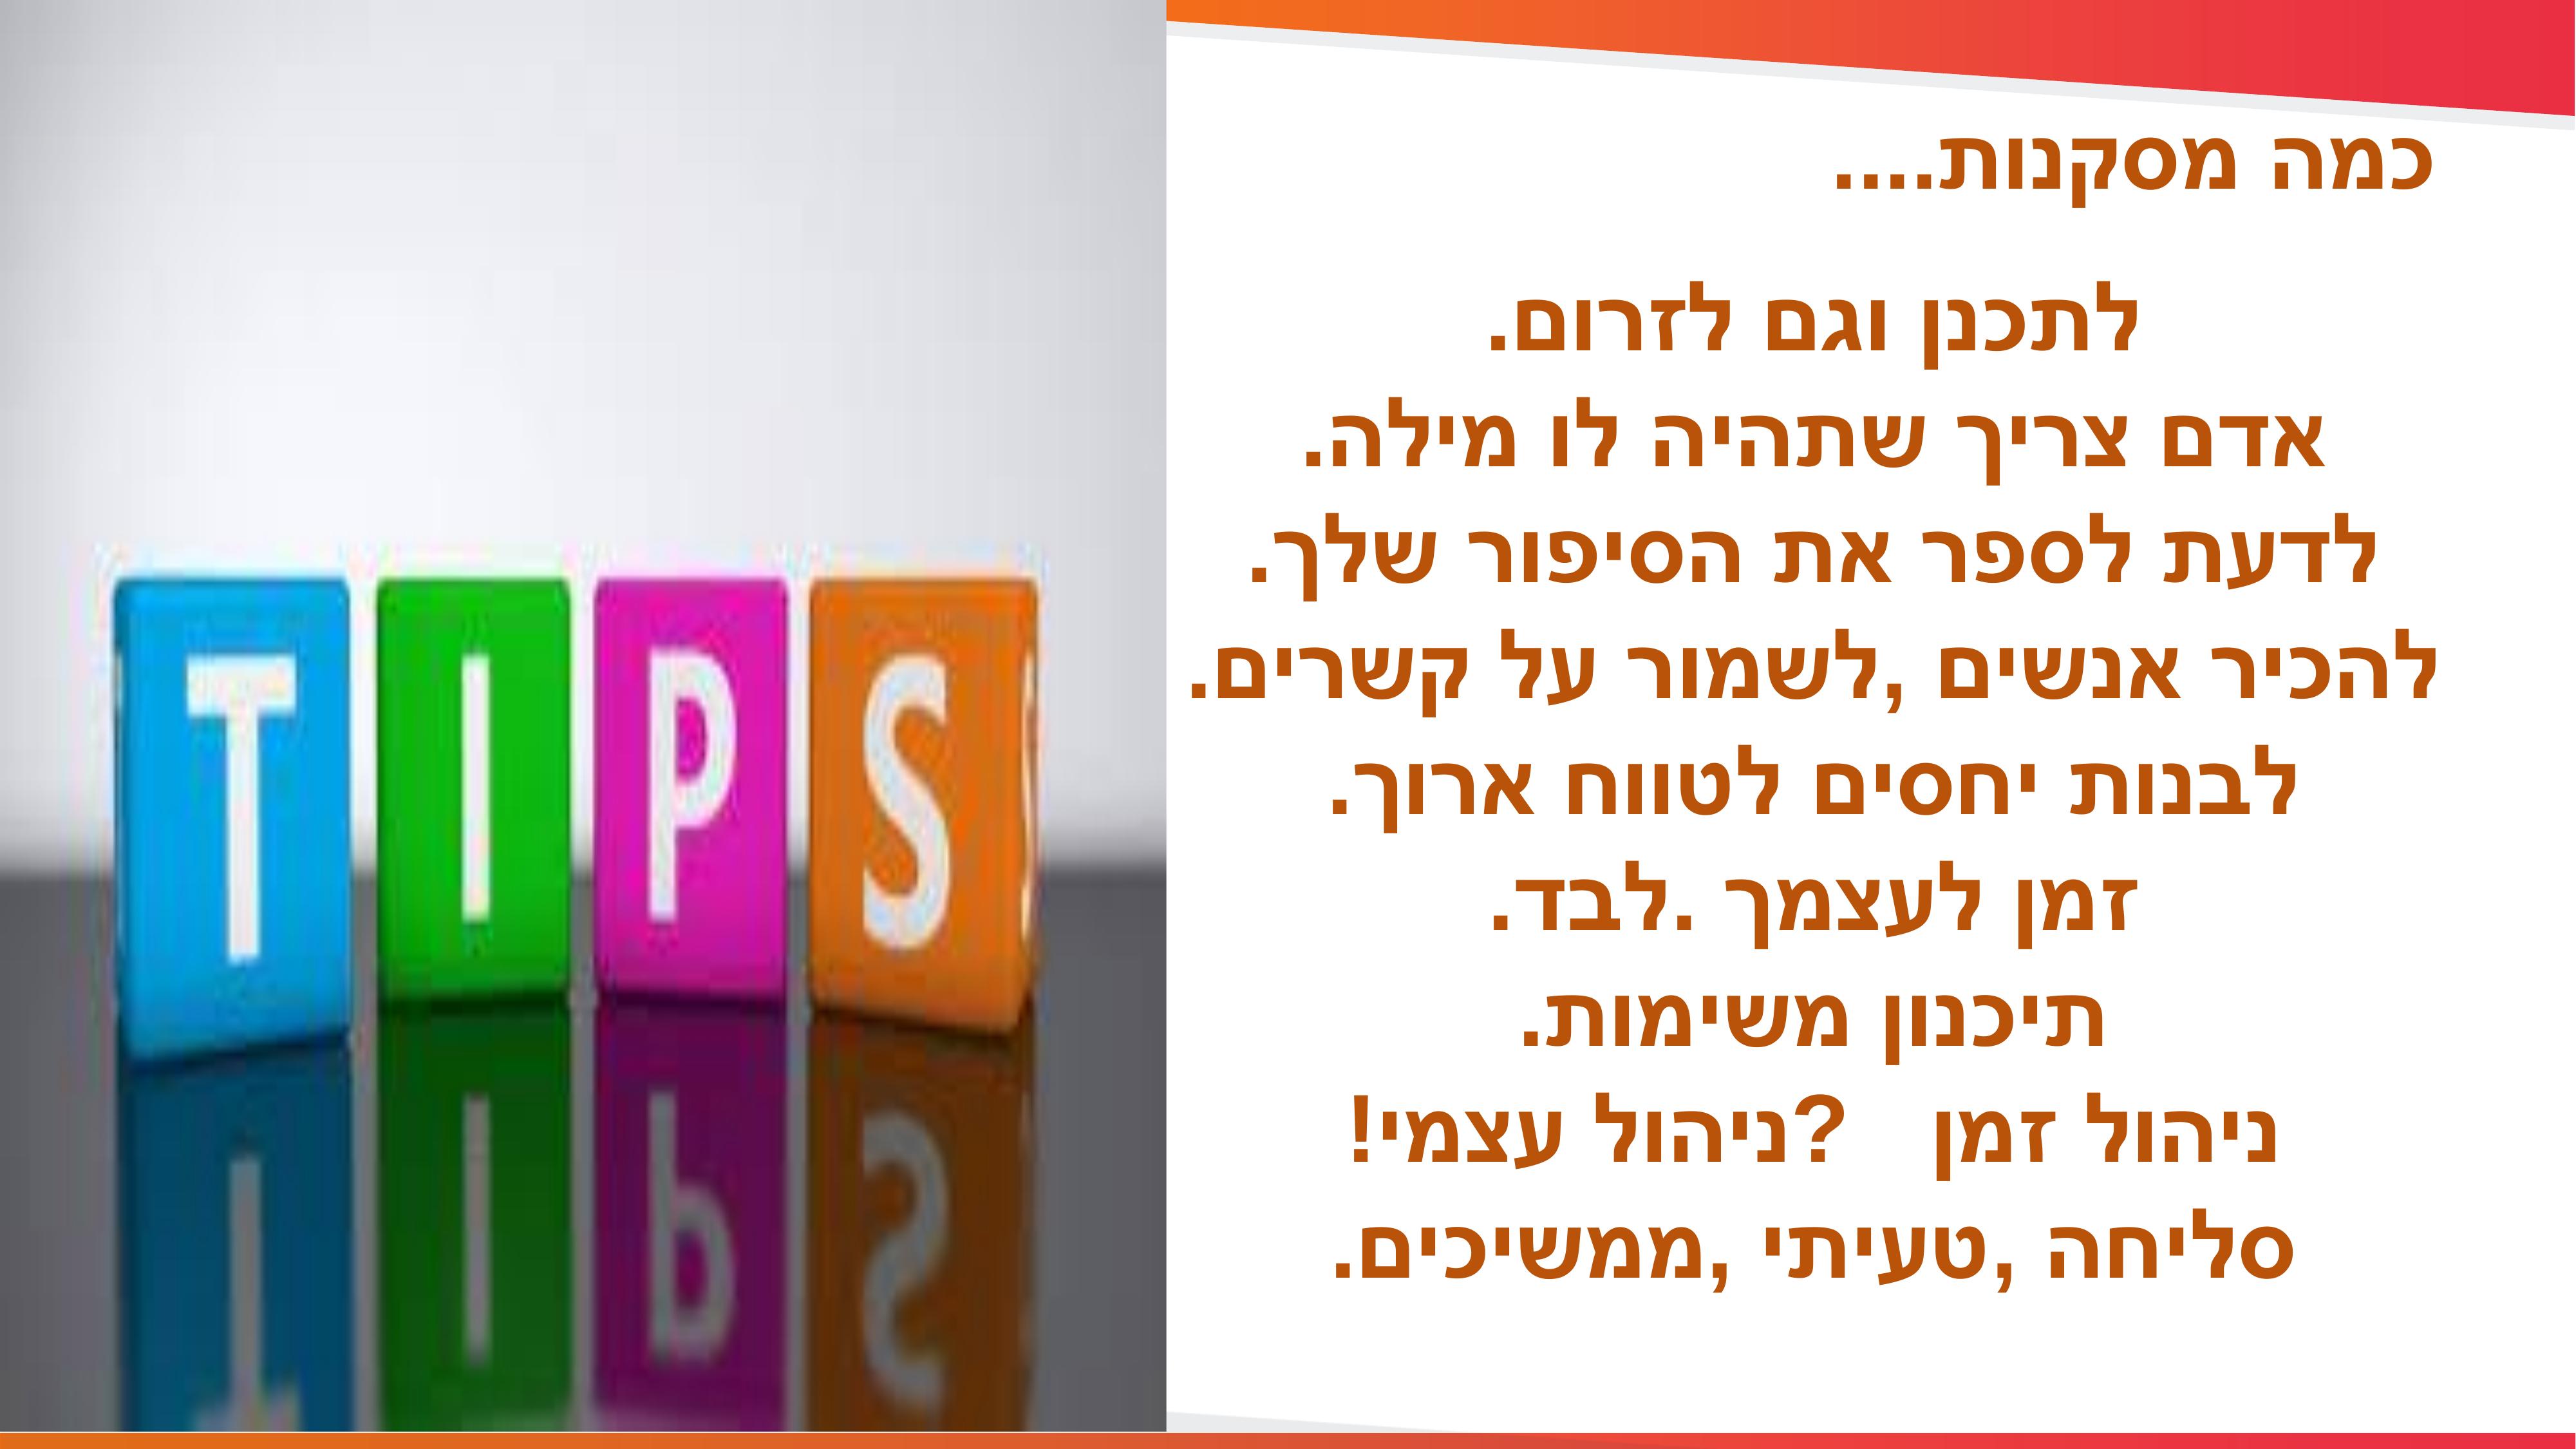 כמה מסקנות....
לתכנן וגם לזרום.
אדם צריך שתהיה לו מילה.
לדעת לספר את הסיפור שלך.
להכיר אנשים ,לשמור על קשרים.
לבנות יחסים לטווח ארוך.
זמן לעצמך .לבד.
תיכנון משימות.
ניהול זמן   ?ניהול עצמי!
סליחה ,טעיתי ,ממשיכים.
TIPS